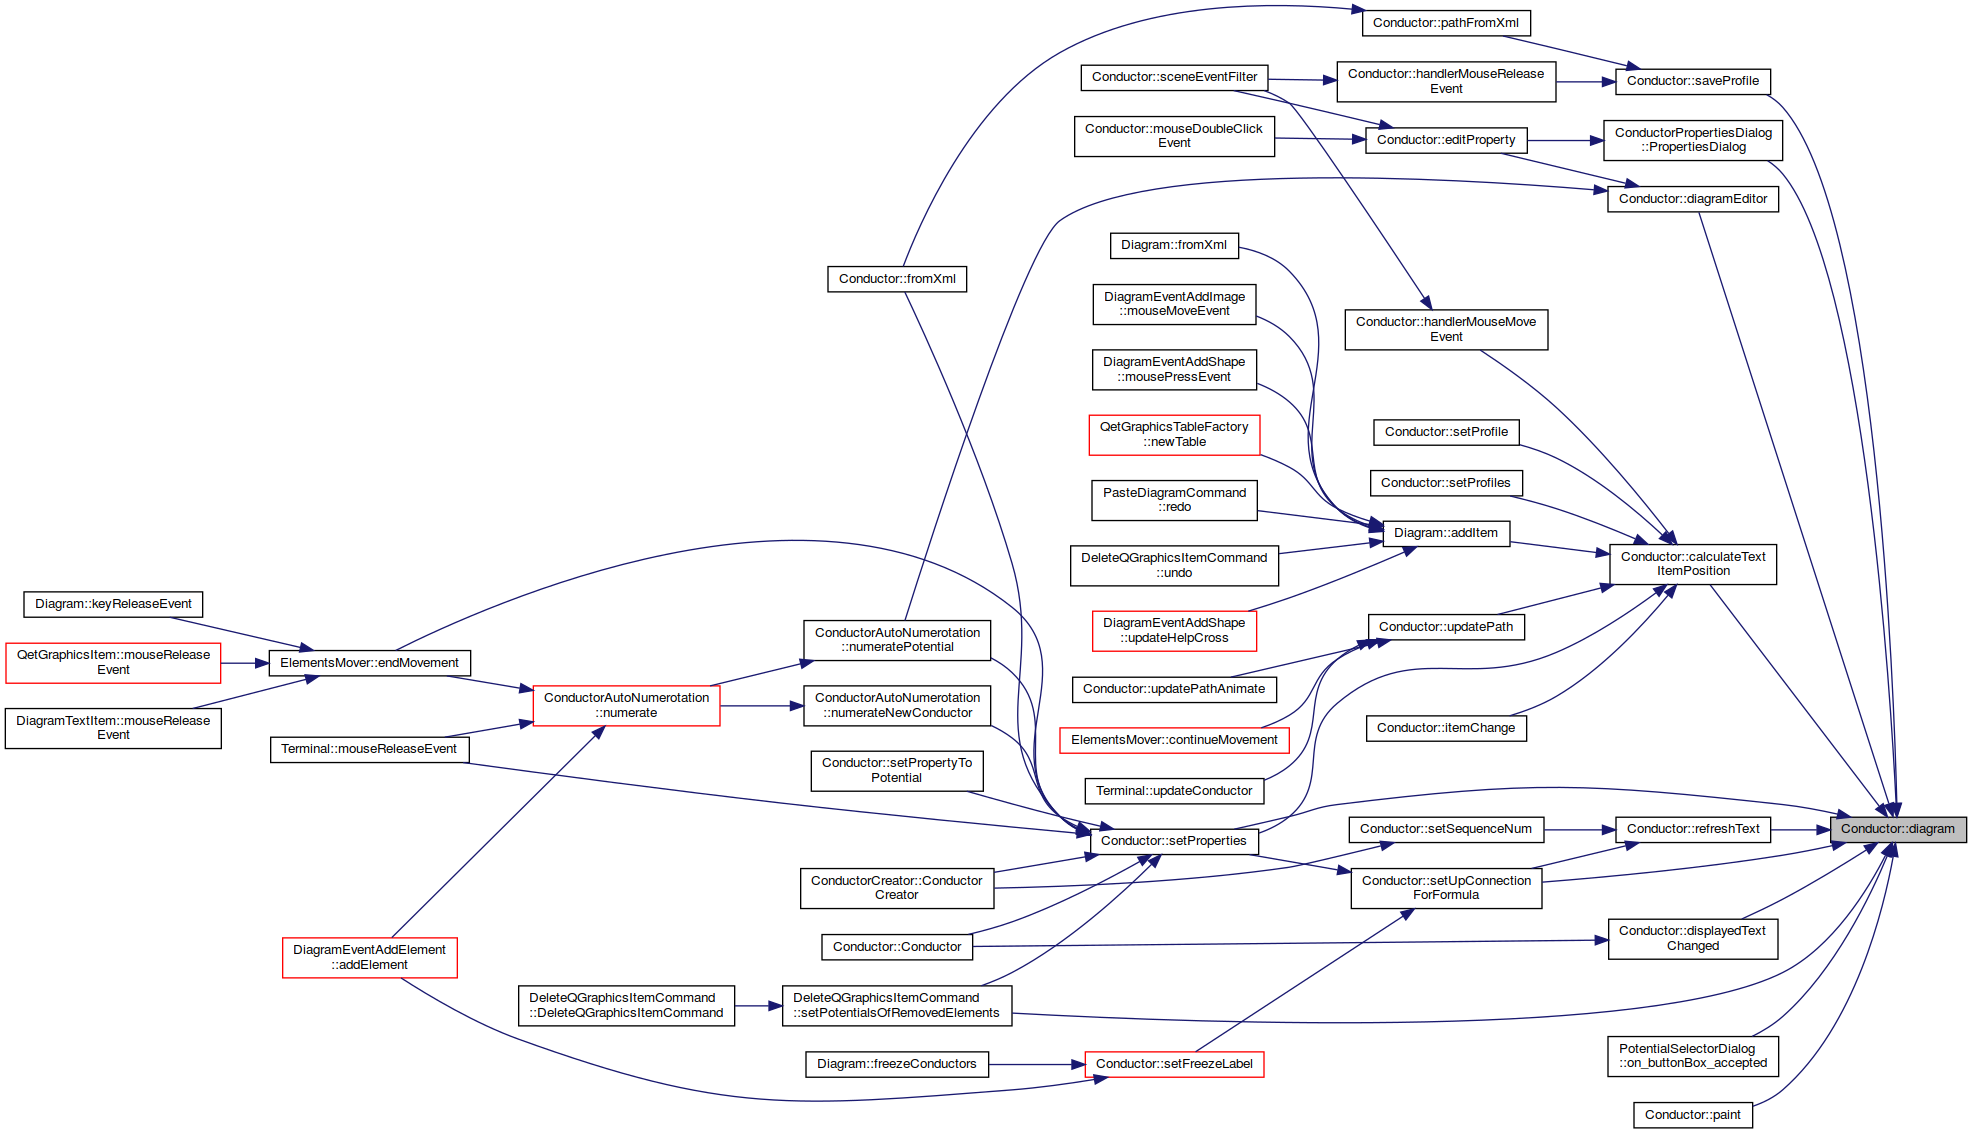 Conductor::pathFromXml
Conductor::sceneEventFilter
Conductor::handlerMouseRelease
Event
Conductor::saveProfile
Conductor::mouseDoubleClick
Event
Conductor::editProperty
ConductorPropertiesDialog
::PropertiesDialog
Conductor::diagramEditor
Diagram::fromXml
Conductor::fromXml
DiagramEventAddImage
::mouseMoveEvent
Conductor::handlerMouseMove
Event
DiagramEventAddShape
::mousePressEvent
QetGraphicsTableFactory
::newTable
Conductor::setProfile
Conductor::setProfiles
PasteDiagramCommand
::redo
Diagram::addItem
DeleteQGraphicsItemCommand
::undo
Conductor::calculateText
ItemPosition
Diagram::keyReleaseEvent
DiagramEventAddShape
::updateHelpCross
Conductor::updatePath
ConductorAutoNumerotation
::numeratePotential
QetGraphicsItem::mouseRelease
Event
ElementsMover::endMovement
Conductor::updatePathAnimate
ConductorAutoNumerotation
::numerate
ConductorAutoNumerotation
::numerateNewConductor
DiagramTextItem::mouseRelease
Event
Conductor::itemChange
ElementsMover::continueMovement
Terminal::mouseReleaseEvent
Conductor::setPropertyTo
Potential
Terminal::updateConductor
Conductor::setProperties
Conductor::setSequenceNum
Conductor::refreshText
Conductor::diagram
ConductorCreator::Conductor
Creator
Conductor::setUpConnection
ForFormula
Conductor::Conductor
Conductor::displayedText
Changed
DiagramEventAddElement
::addElement
DeleteQGraphicsItemCommand
::DeleteQGraphicsItemCommand
DeleteQGraphicsItemCommand
::setPotentialsOfRemovedElements
Diagram::freezeConductors
Conductor::setFreezeLabel
PotentialSelectorDialog
::on_buttonBox_accepted
Conductor::paint